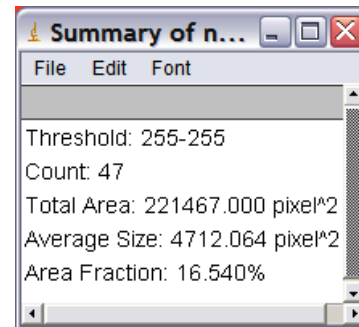 Summary of n...
File Edit Font
Threshold: 255-255
Count: 47
Total Area: 221467.000 pixel^2
Average Size: 4712.064 pixel^2
Area Fraction: 16.540%